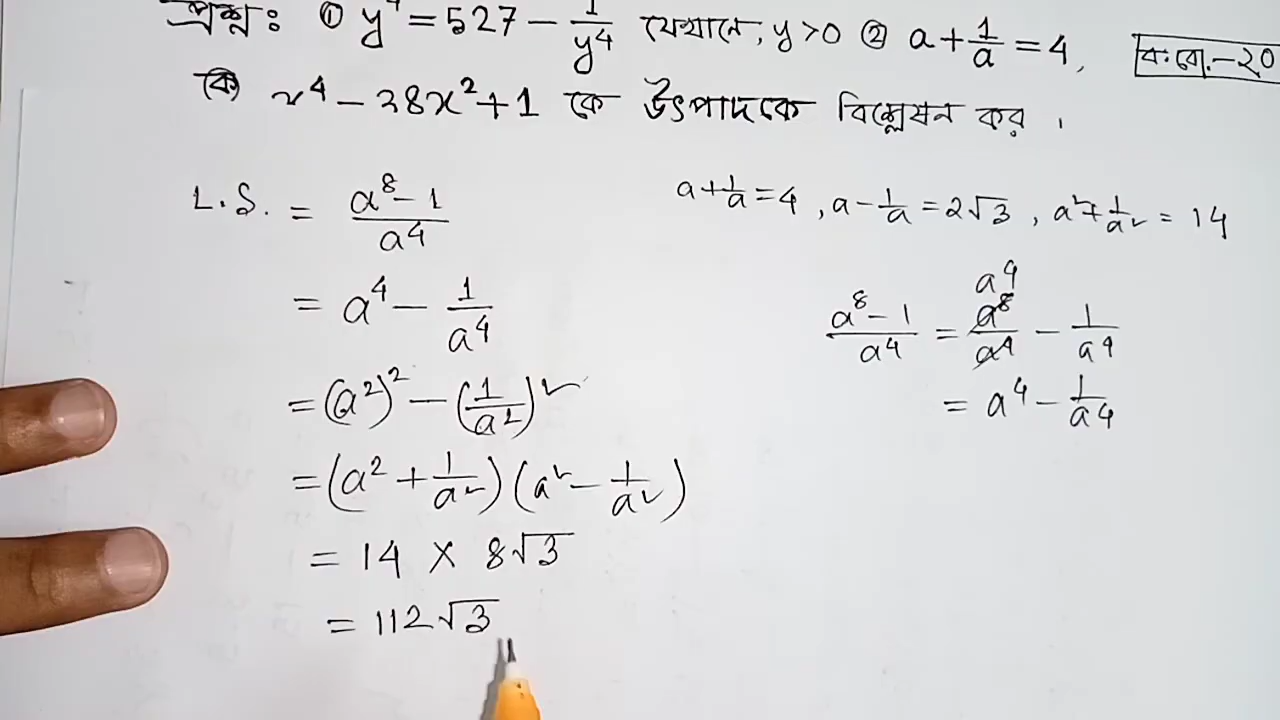 প্রশ্নঃ ① y⁴ = 527 − 1/y⁴ যেখানে, y > 0 ② a + 1/a = 4, ব. বো. – ২০
(ক) x⁴ − 38x² + 1 কে উৎপাদকে বিশ্লেষন কর ।
a + 1/a = 4, a − 1/a = 2√3, a² + 1/a² = 14
L.S. = (a⁸ − 1)/a⁴
= a⁴ − 1/a⁴
= (a²)² − (1/a²)²
= (a² + 1/a²)(a² − 1/a²)
= 14 × 8√3
= 112√3
(a⁸ − 1)/a⁴ = a⁸/a⁴ − 1/a⁴
a⁴
= a⁴ − 1/a⁴